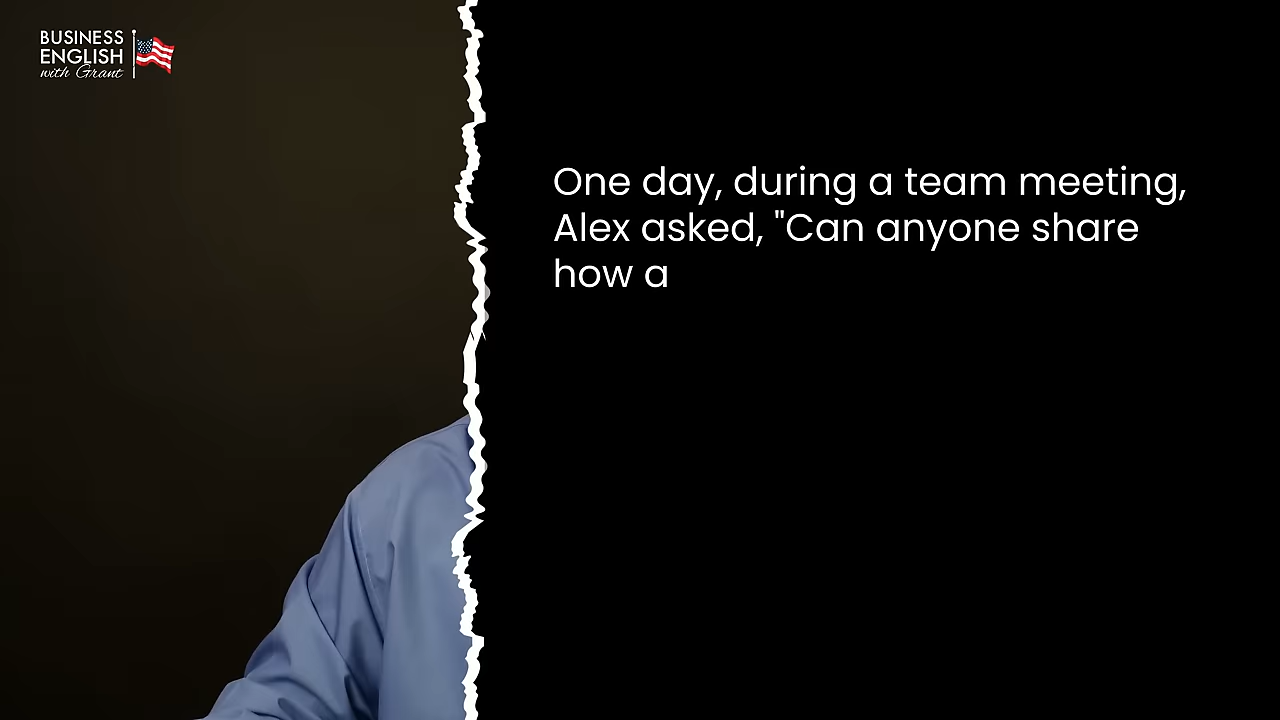 BUSINESS
ENGLISH
with Grant
One day, during a team meeting,
Alex asked, "Can anyone share
how a